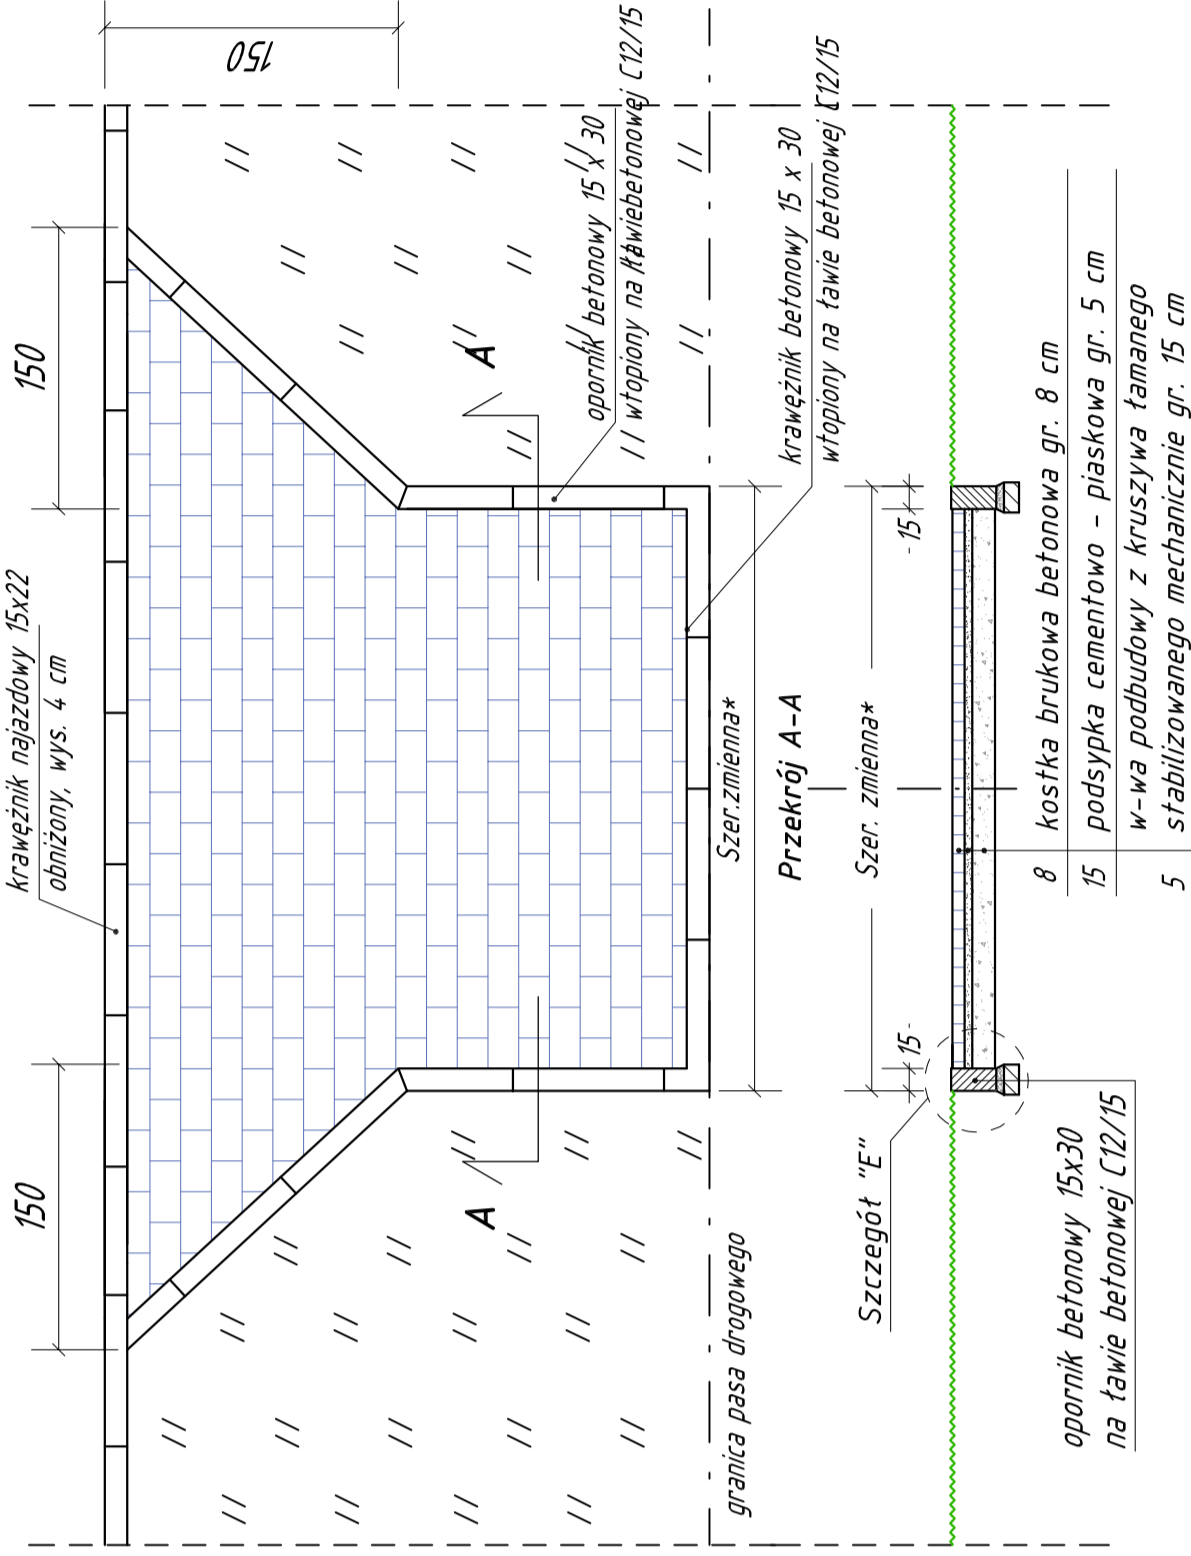 krawężnik najazdowy 15x22
obniżony, wys. 4 cm
150
150
150
opornik betonowy 15 x 30
wtopiony na ławie betonowej C12/15
krawężnik betonowy 15 x 30
wtopiony na ławie betonowej C12/15
A
A
granica pasa drogowego
Szer.zmienna*
Przekrój A-A
Szer. zmienna*
15
15
Szczegół "E"
opornik betonowy 15x30
na ławie betonowej C12/15
8 kostka brukowa betonowa gr. 8 cm
15 podsypka cementowo - piaskowa gr. 5 cm
w-wa podbudowy z kruszywa łamanego
5 stabilizowanego mechanicznie gr. 15 cm